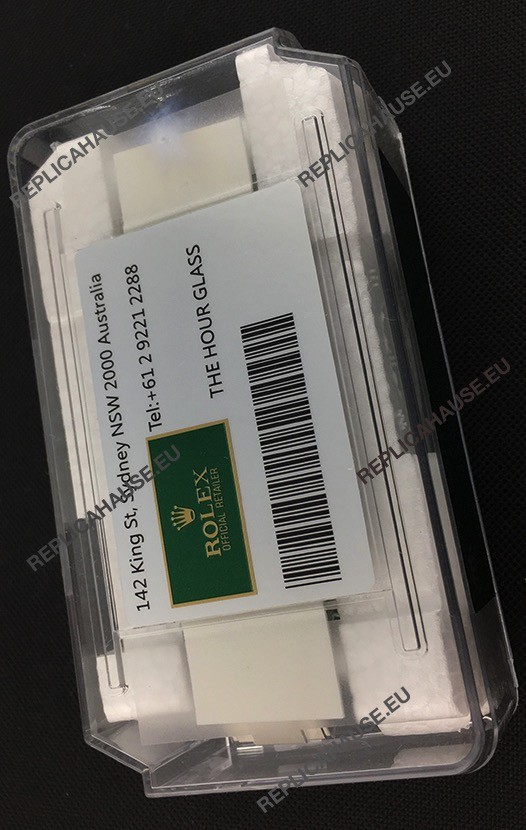 142 King St, Sydney NSW 2000 Australia
Tel:+61 2 9221 2288
ROLEX
OFFICIAL RETAILER
THE HOUR GLASS
REPLICAHAUSE.EU
REPLICAHAUSE.EU
REPLICAHAUSE.EU
REPLICAHAUSE.EU
REPLICAHAUSE.EU
REPLICAHAUSE.EU